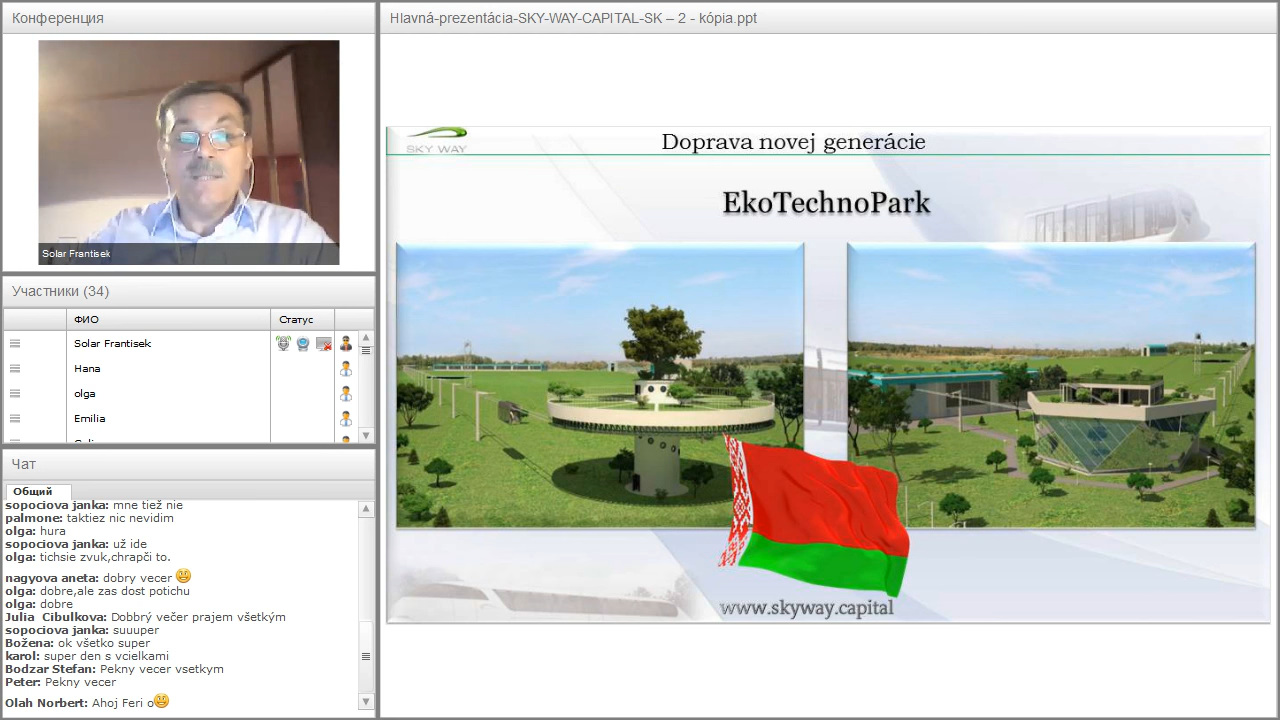 Конференция
Solar Frantisek
Участники (34)
ФИО
Статус
Solar Frantisek
Hana
olga
Emilia
Чат
Общий
sopociova janka: mne tiež nie
palmone: taktiez nic nevidim
olga: hura
sopociova janka: už ide
olga: tichsie zvuk,chrapči to.
nagyova aneta: dobry vecer
olga: dobre,ale zas dist potichu
olga: dobre
Julia Cibulkova: Dobbrý večer prajem všetkým
sopociova janka: suuuper
Božena: ok všetko super
karol: super den s vcielkami
Bodzar Stefan: Pekny vecer vsetkym
Peter: Pekny vecer
Olah Norbert: Ahoj Feri o
Hlavná-prezentácia-SKY-WAY-CAPITAL-SK – 2 - kópia.ppt
SKY WAY
Doprava novej generácie
EkoTechnoPark
www.skyway.capital